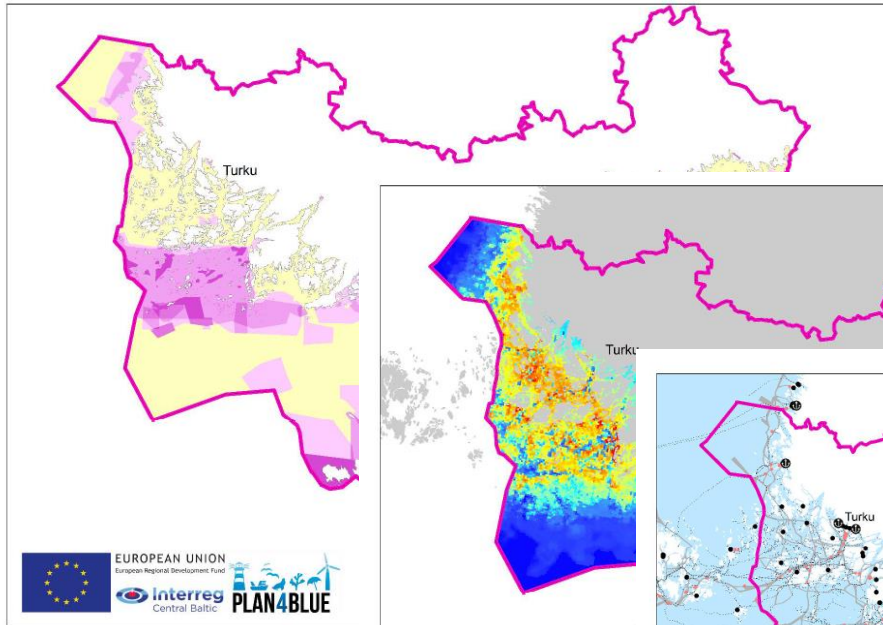 Turku
Turku
Turku
EUROPEAN UNION
European Regional Development Fund
Interreg
Central Baltic
PLAN4BLUE